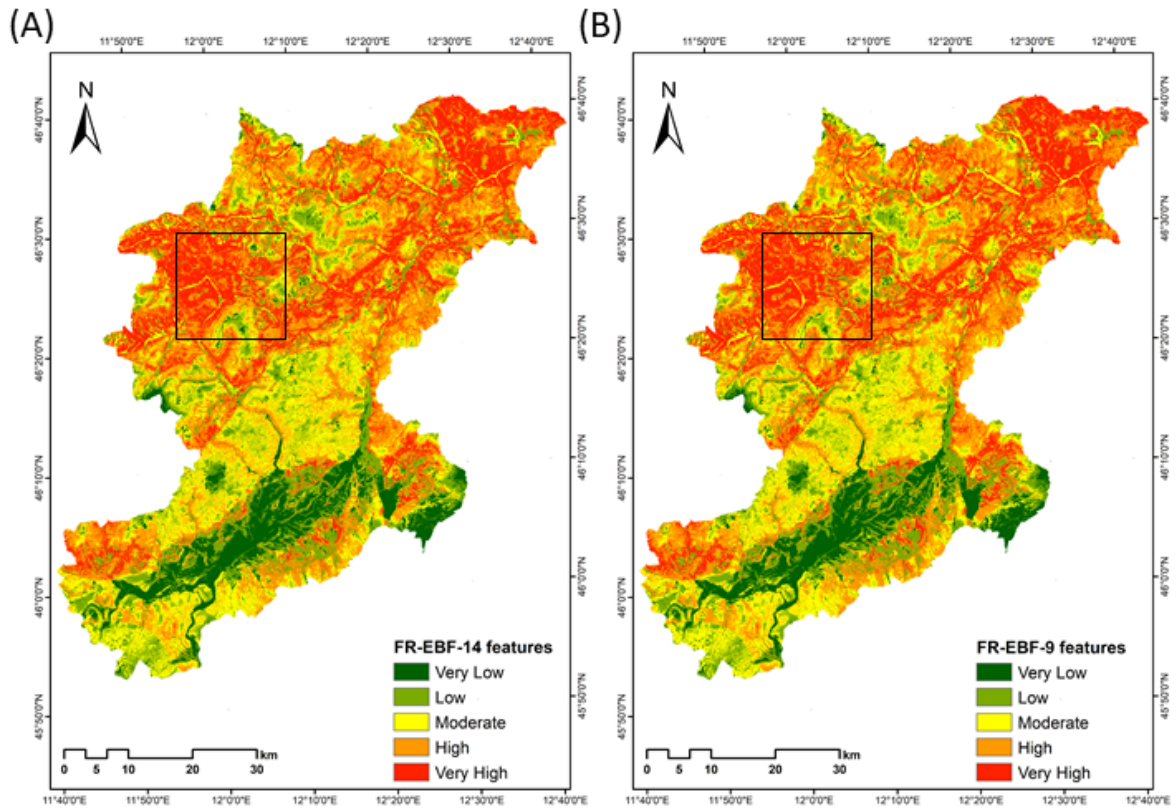 (A)
11°50'0"E 12°0'0"E 12°10'0"E 12°20'0"E 12°30'0"E 12°40'0"E
N
46°40'0"N
46°30'0"N
46°20'0"N
46°10'0"N
46°0'0"N
45°50'0"N
46°40'0"N
46°30'0"N
46°20'0"N
46°10'0"N
46°0'0"N
45°50'0"N
FR-EBF-14 features
Very Low
Low
Moderate
High
Very High
km
0 5 10 20 30
11°40'0"E 11°50'0"E 12°0'0"E 12°10'0"E 12°20'0"E 12°30'0"E
(B)
11°50'0"E 12°0'0"E 12°10'0"E 12°20'0"E 12°30'0"E 12°40'0"E
N
46°40'0"N
46°30'0"N
46°20'0"N
46°10'0"N
46°0'0"N
45°50'0"N
46°40'0"N
46°30'0"N
46°20'0"N
46°10'0"N
46°0'0"N
45°50'0"N
FR-EBF-9 features
Very Low
Low
Moderate
High
Very High
km
0 5 10 20 30
11°40'0"E 11°50'0"E 12°0'0"E 12°10'0"E 12°20'0"E 12°30'0"E